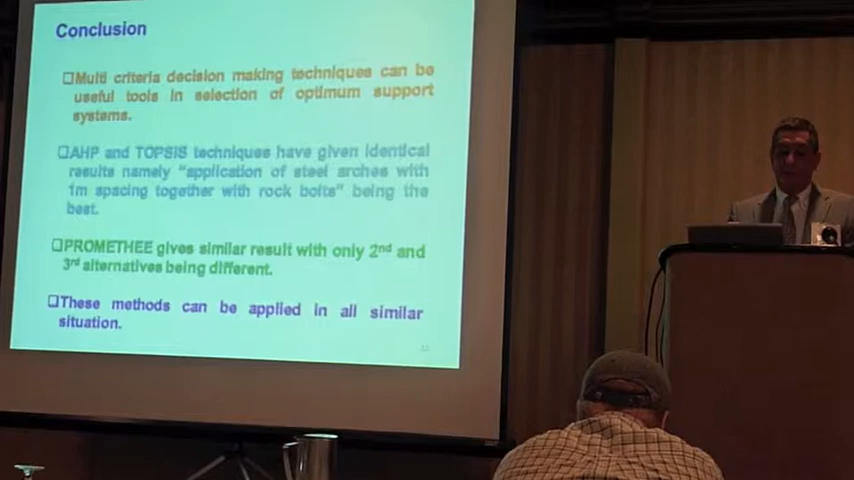 Conclusion
❑Multi criteria decision making techniques can be
useful tools in selection of optimum support
systems.
❑AHP and TOPSIS techniques have given identical
results namely "application of steel arches with
1m spacing together with rock bolts" being the
best.
❑PROMETHEE gives similar result with only 2nd and
3rd alternatives being different.
❑These methods can be applied in all similar
situation.